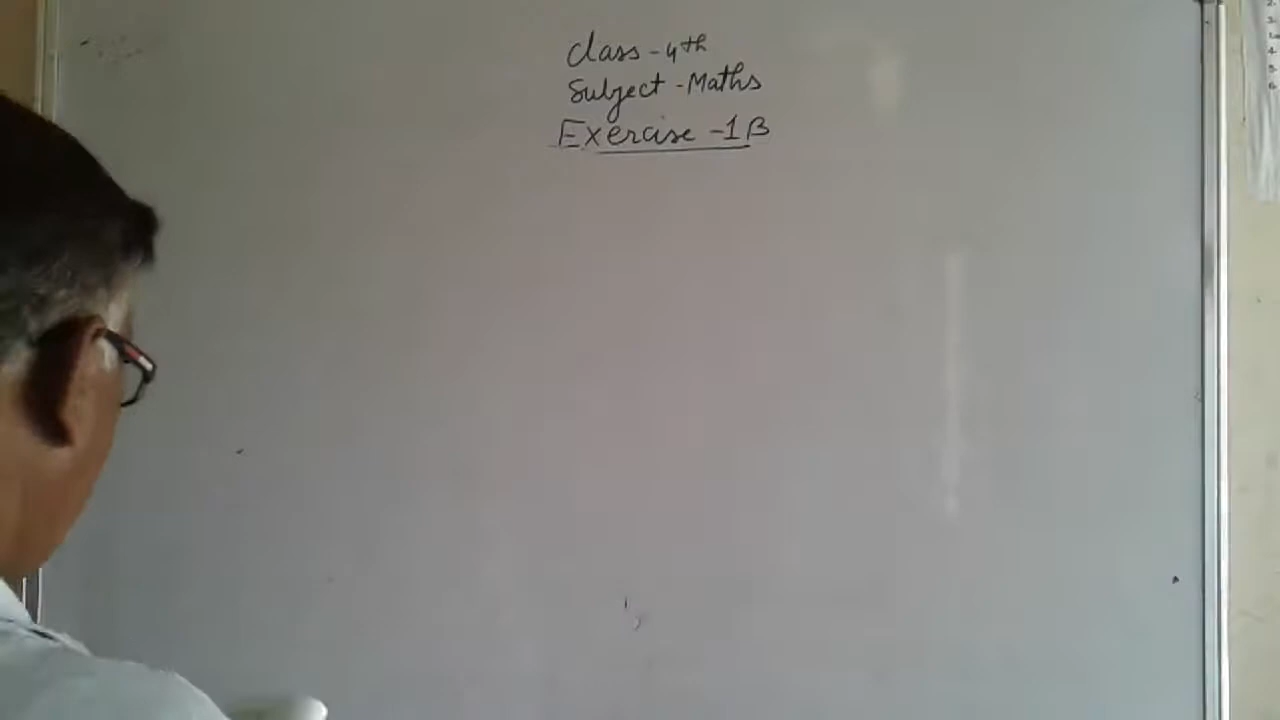 Class - 4th
Subject - Maths
Exercise - 1B